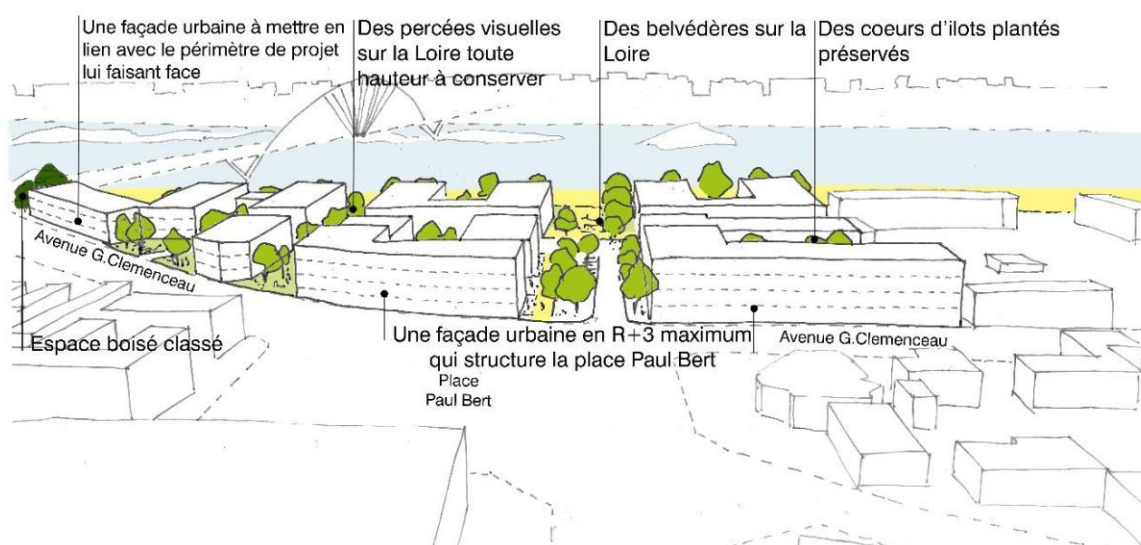 Une façade urbaine à mettre en
lien avec le périmètre de projet
lui faisant face
Des percées visuelles
sur la Loire toute
hauteur à conserver
Des belvédères sur la
Loire
Des coeurs d'ilots plantés
préservés
Avenue G.Clemenceau
Espace boisé classé
Une façade urbaine en R+3 maximum
qui structure la place Paul Bert
Avenue G.Clemenceau
Place
Paul Bert